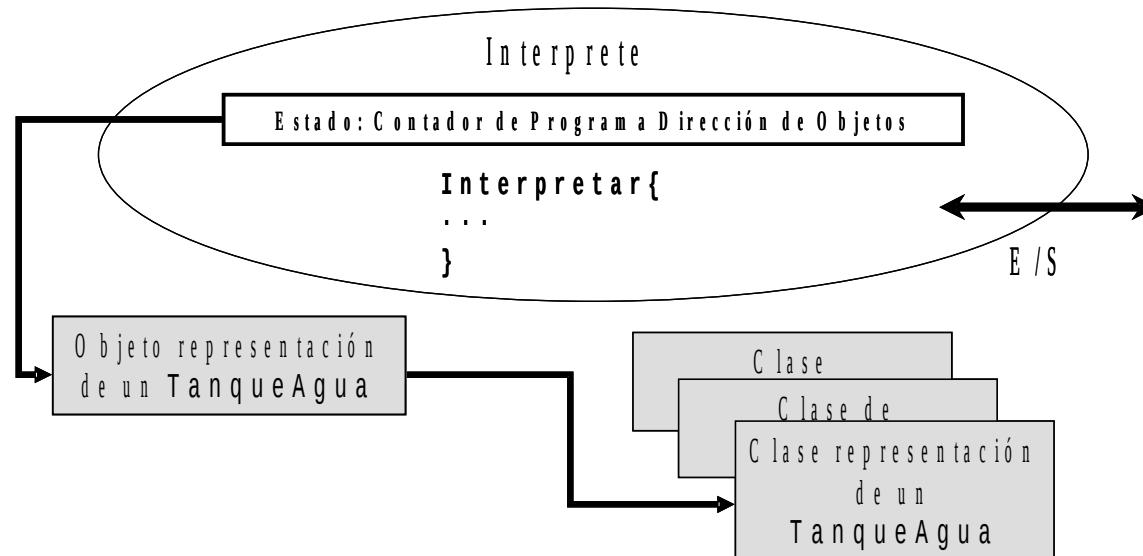 Interprete
Estado: Contador de Programa Dirección de Objetos
Interpretar{
...
}
E/S
Objeto representación
de un TanqueAgua
Clase
Clase de
Clase representación
de un
TanqueAgua